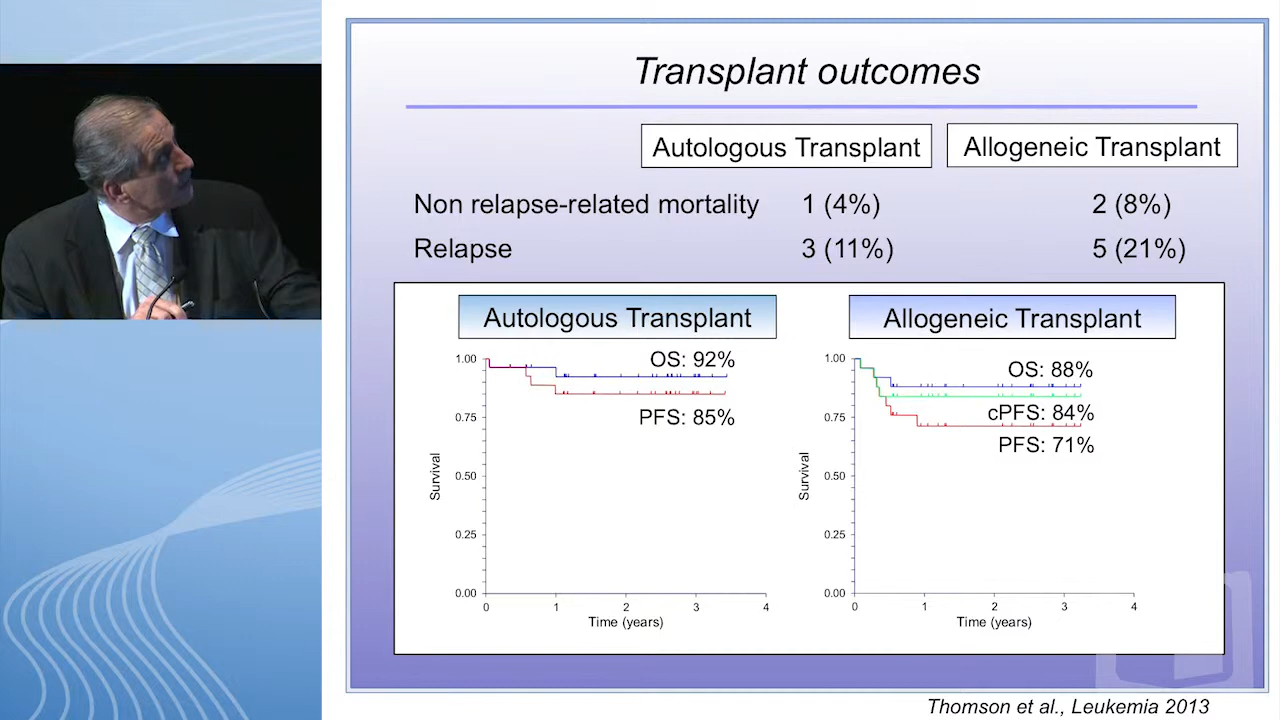 Transplant outcomes
Autologous Transplant Allogeneic Transplant
Non relapse-related mortality 1 (4%) 2 (8%)
Relapse 3 (11%) 5 (21%)
Autologous Transplant
1.00
0.75
0.50
0.25
0.00
Survival
OS: 92%
PFS: 85%
0 1 2 3 4
Time (years)
Allogeneic Transplant
1.00
0.75
0.50
0.25
0.00
Survival
OS: 88%
cPFS: 84%
PFS: 71%
0 1 2 3 4
Time (years)
Thomson et al., Leukemia 2013